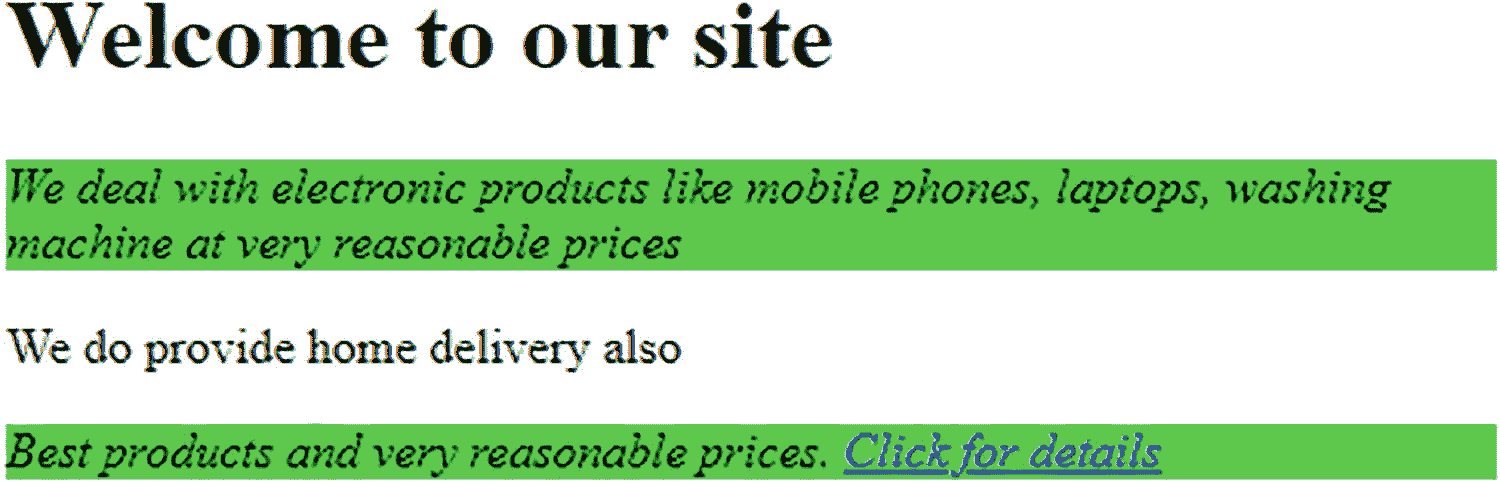 Welcome to our site
We deal with electronic products like mobile phones, laptops, washing
machine at very reasonable prices
We do provide home delivery also
Best products and very reasonable prices. Click for details